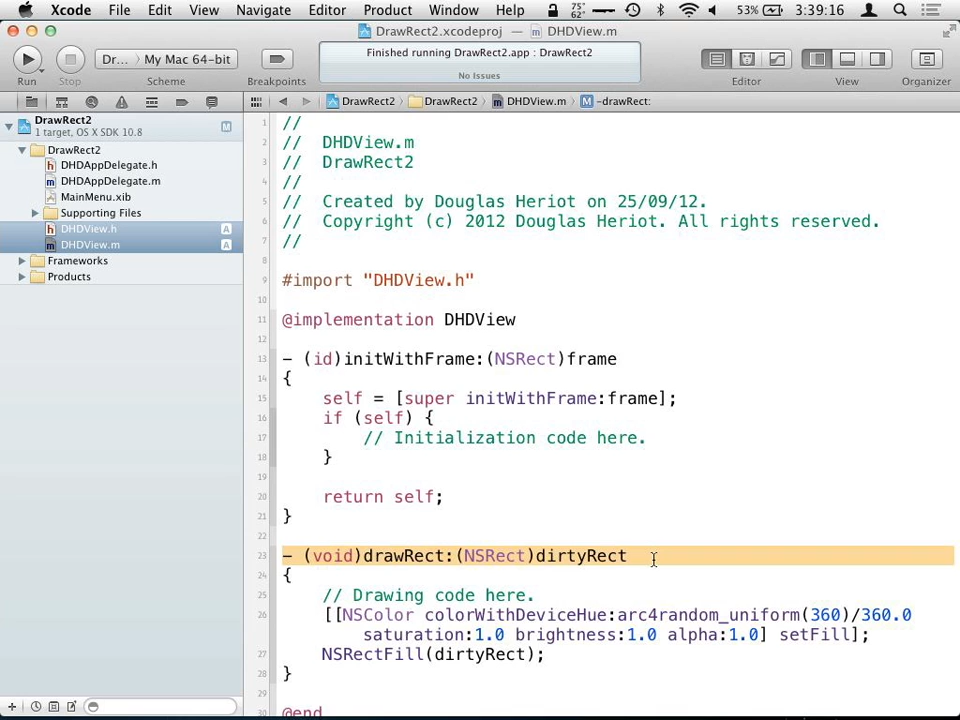 Xcode File Edit View Navigate Editor Product Window Help 75° 62° 53% 3:39:16
DrawRect2.xcodeproj — DHDView.m
Run Stop Dr... My Mac 64-bit Scheme Breakpoints
Finished running DrawRect2.app : DrawRect2
No Issues
Editor View Organizer
DrawRect2 DrawRect2 DHDView.m M -drawRect:
DrawRect2 M
1 target, OS X SDK 10.8
DrawRect2
h DHDAppDelegate.h
m DHDAppDelegate.m
MainMenu.xib
Supporting Files
h DHDView.h A
m DHDView.m A
Frameworks
Products
1 //
2 //  DHDView.m
3 //  DrawRect2
4 //
5 //  Created by Douglas Heriot on 25/09/12.
6 //  Copyright (c) 2012 Douglas Heriot. All rights reserved.
7 //
8
9 #import "DHDView.h"
10
11 @implementation DHDView
12
13 - (id)initWithFrame:(NSRect)frame
14 {
15     self = [super initWithFrame:frame];
16     if (self) {
17         // Initialization code here.
18     }
19
20     return self;
21 }
22
23 - (void)drawRect:(NSRect)dirtyRect
24 {
25     // Drawing code here.
26     [[NSColor colorWithDeviceHue:arc4random_uniform(360)/360.0
saturation:1.0 brightness:1.0 alpha:1.0] setFill];
27     NSRectFill(dirtyRect);
28 }
29
30 @end